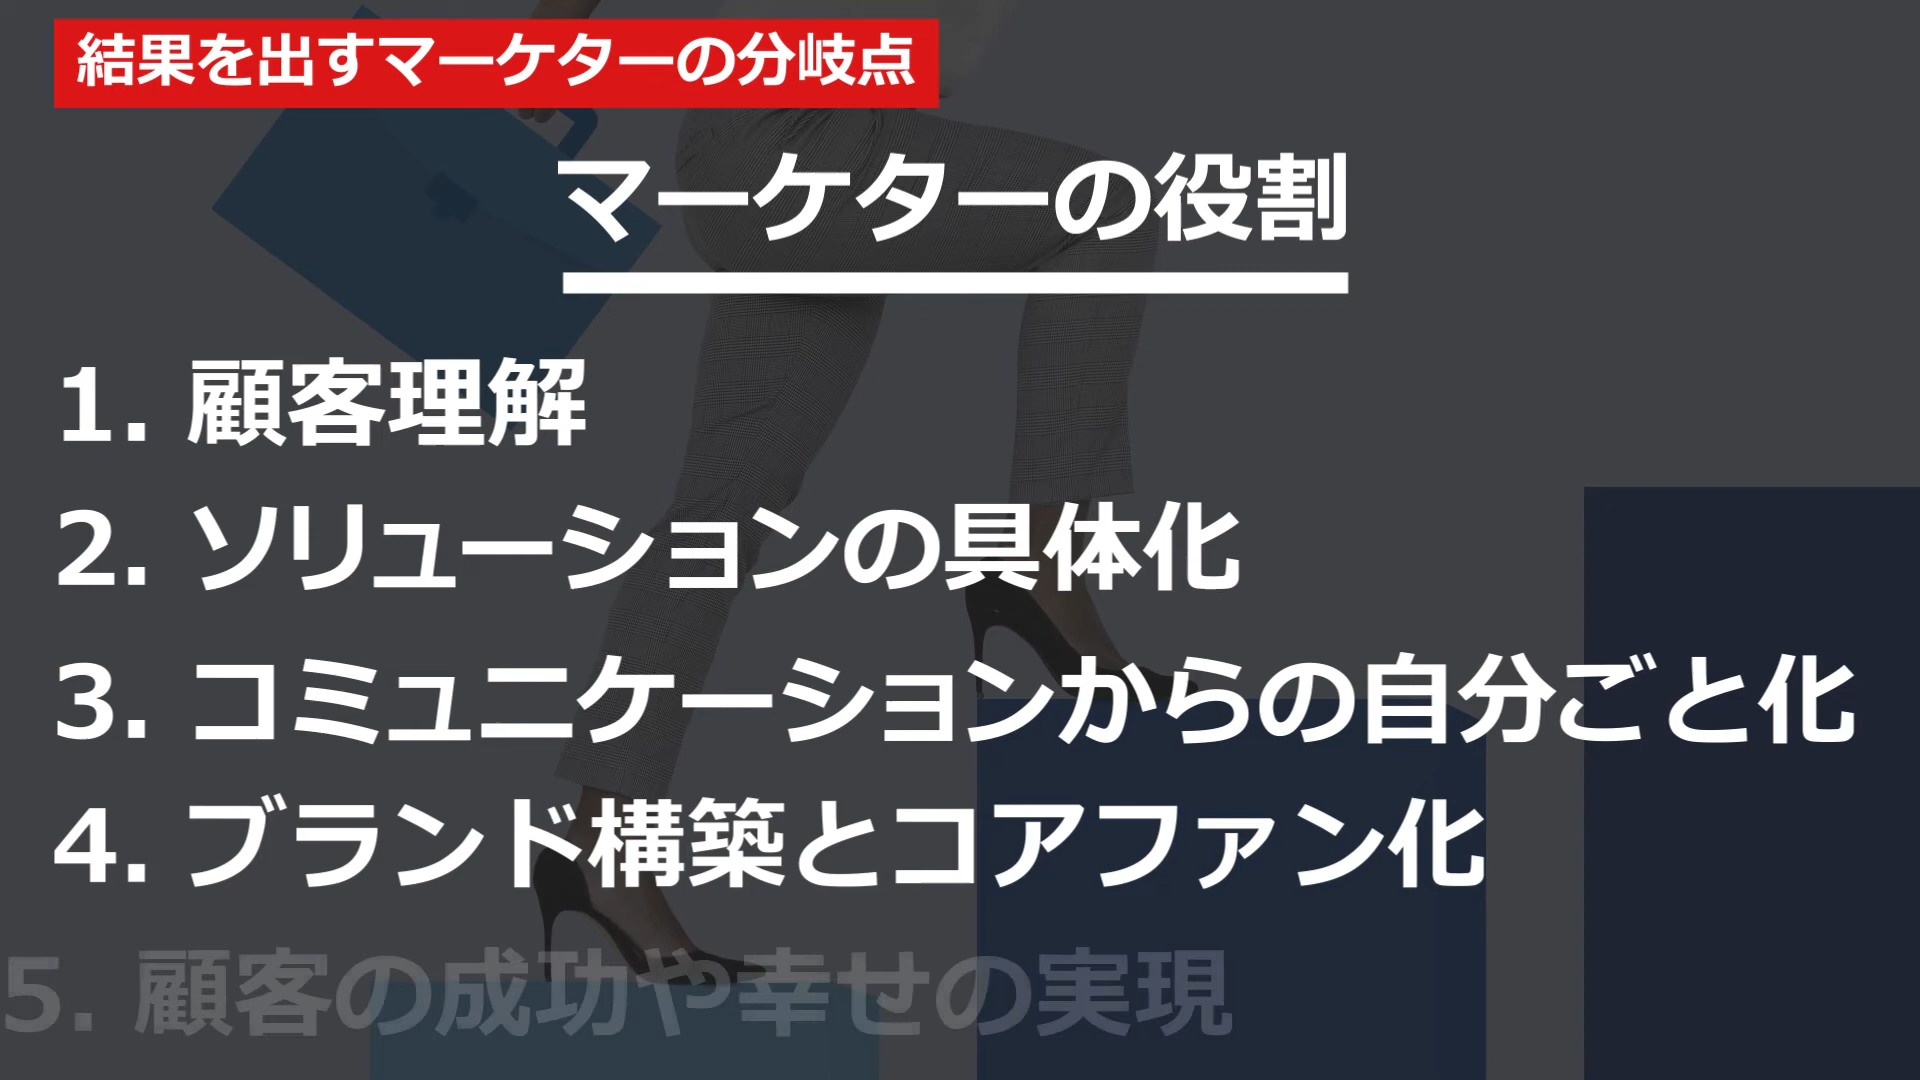 結果を出すマーケターの分岐点
マーケターの役割
1. 顧客理解
2. ソリューションの具体化
3. コミュニケーションからの自分ごと化
4. ブランド構築とコアファン化
5. 顧客の成功や幸せの実現